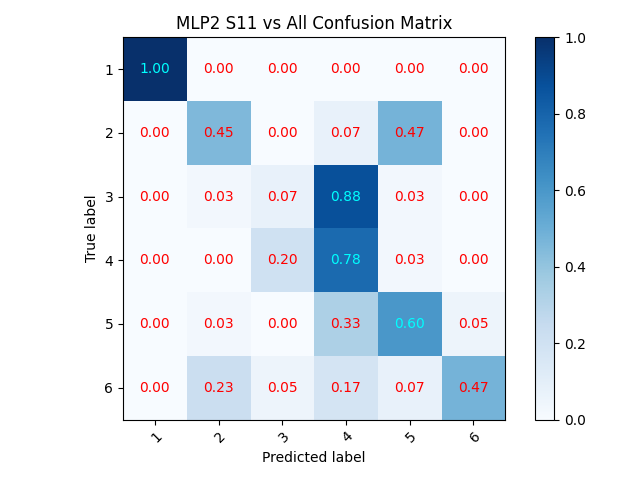 MLP2 S11 vs All Confusion Matrix
1 1.00 0.00 0.00 0.00 0.00 0.00
2 0.00 0.45 0.00 0.07 0.47 0.00
3 0.00 0.03 0.07 0.88 0.03 0.00
4 0.00 0.00 0.20 0.78 0.03 0.00
5 0.00 0.03 0.00 0.33 0.60 0.05
6 0.00 0.23 0.05 0.17 0.07 0.47
1 2 3 4 5 6
True label
Predicted label
1.0
0.8
0.6
0.4
0.2
0.0